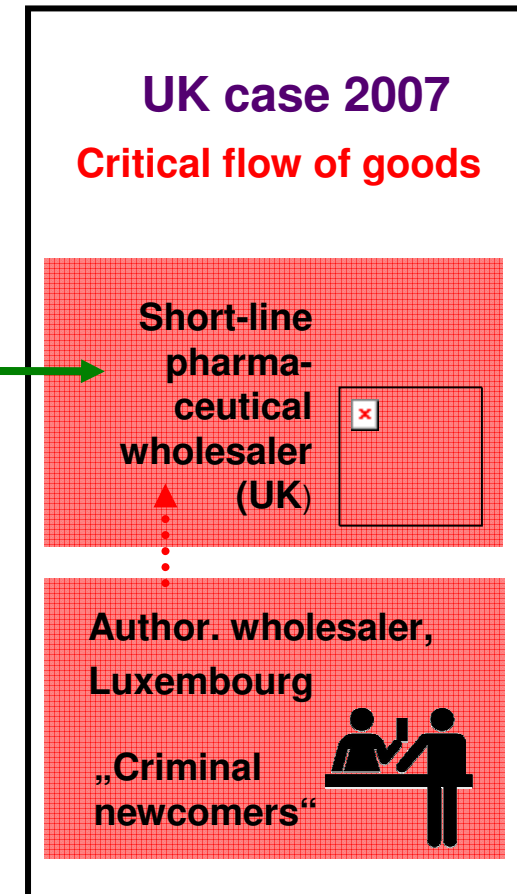 UK case 2007
Critical flow of goods
Short-line
pharma-
ceutical
wholesaler
(UK)
Author. wholesaler,
Luxembourg
„Criminal
newcomers“